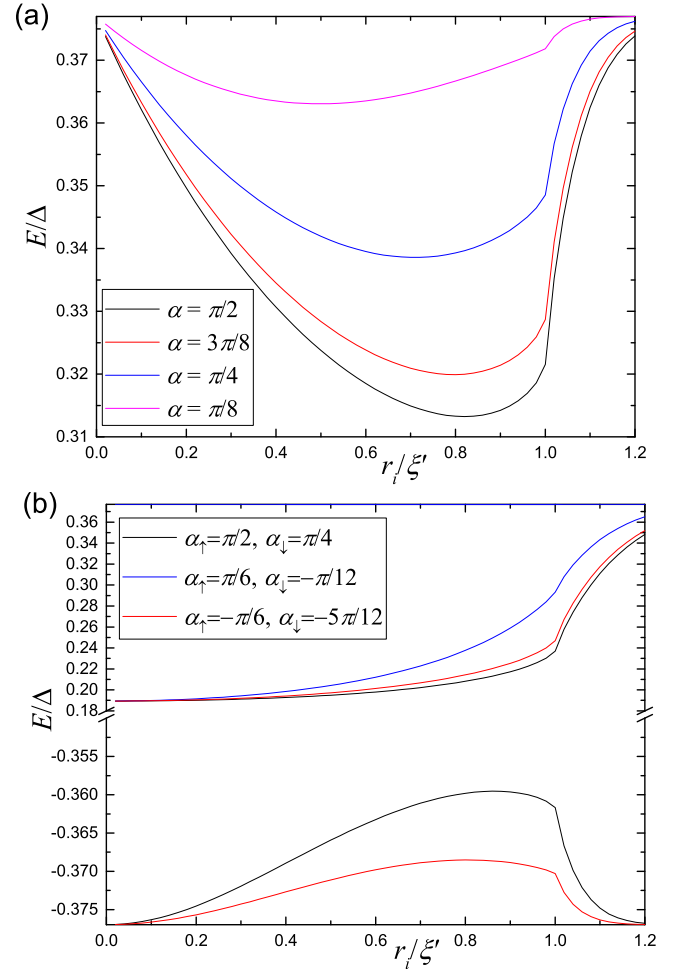 (a)
0.37
0.36
0.35
0.34
0.33
0.32
0.31
E/Δ
α = π/2
α = 3π/8
α = π/4
α = π/8
0.0 0.2 0.4 0.6 0.8 1.0 1.2
r_i/ξ'
(b)
0.36
0.34
0.32
0.30
0.28
0.26
0.24
0.22
0.20
0.18
-0.355
-0.360
-0.365
-0.370
-0.375
E/Δ
α↑=π/2, α↓=π/4
α↑=π/6, α↓=−π/12
α↑=−π/6, α↓=−5π/12
0.0 0.2 0.4 0.6 0.8 1.0 1.2
r_i/ξ'